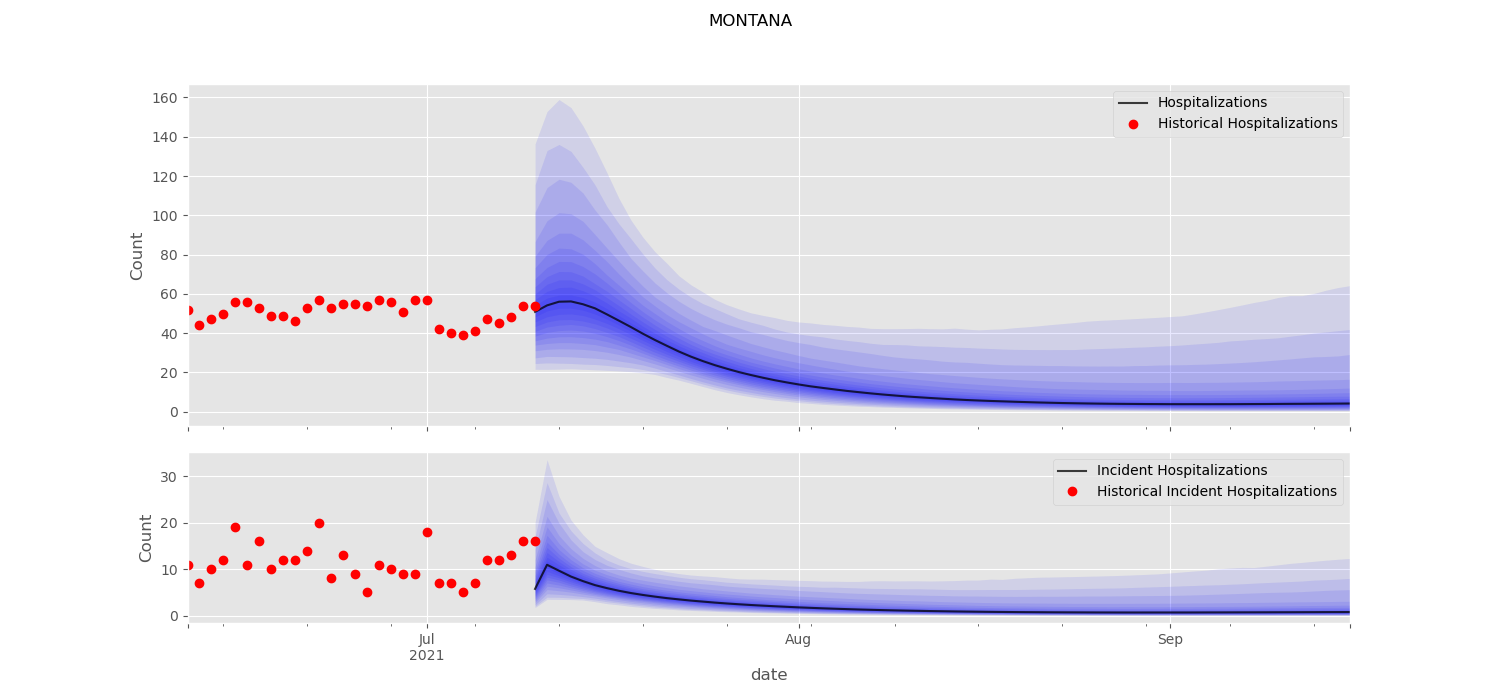 MONTANA
160
140
120
100
80
60
40
20
0
Count
Hospitalizations
Historical Hospitalizations
30
20
10
0
Count
Incident Hospitalizations
Historical Incident Hospitalizations
Jul
2021
Aug
Sep
date